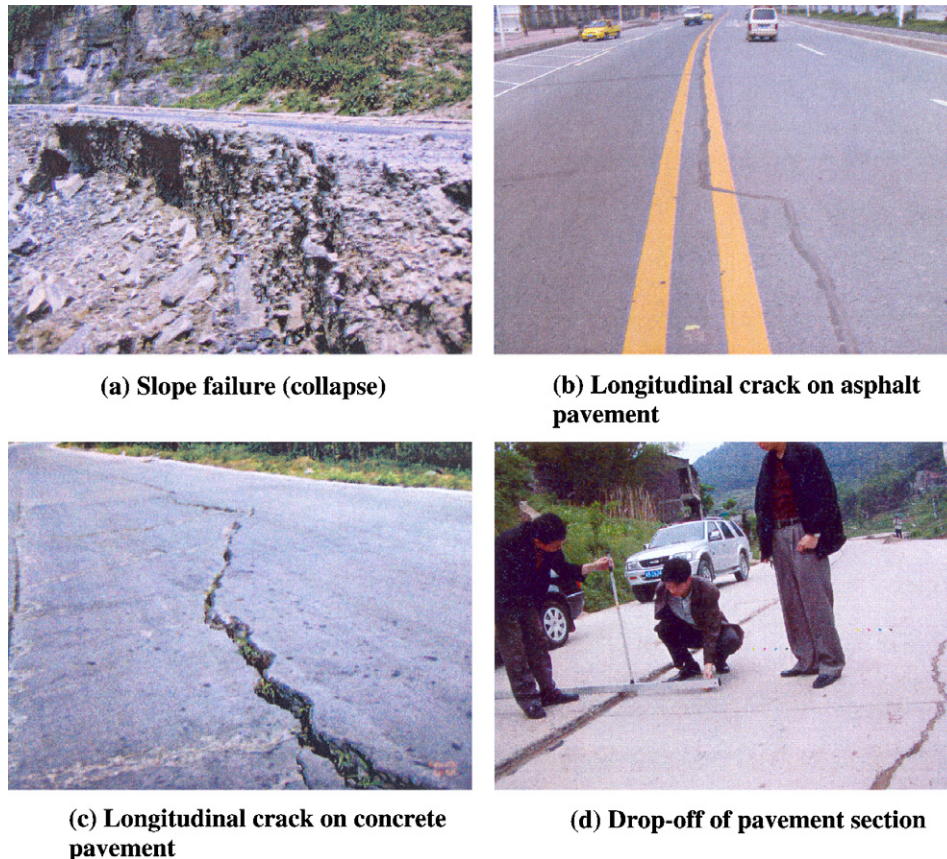 (a) Slope failure (collapse)
(b) Longitudinal crack on asphalt
pavement
(c) Longitudinal crack on concrete
pavement
(d) Drop-off of pavement section